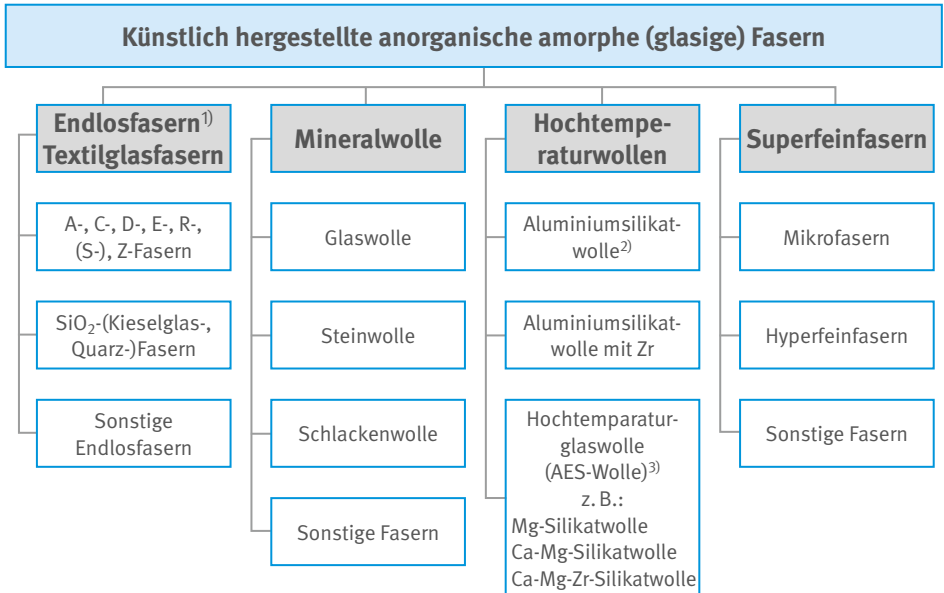 Künstlich hergestellte anorganische amorphe (glasige) Fasern
Endlosfasern1)
Textilglasfasern
A-, C-, D-, E-, R-,
(S-), Z-Fasern
SiO2-(Kieselglas-,
Quarz-)Fasern
Sonstige
Endlosfasern
Mineralwolle
Glaswolle
Steinwolle
Schlackenwolle
Sonstige Fasern
Hochtempe-
raturwollen
Aluminiumsilikat-
wolle2)
Aluminiumsilikat-
wolle mit Zr
Hochtemparatur-
glaswolle
(AES-Wolle)3)
z. B.:
Mg-Silikatwolle
Ca-Mg-Silikatwolle
Ca-Mg-Zr-Silikatwolle
Superfeinfasern
Mikrofasern
Hyperfeinfasern
Sonstige Fasern